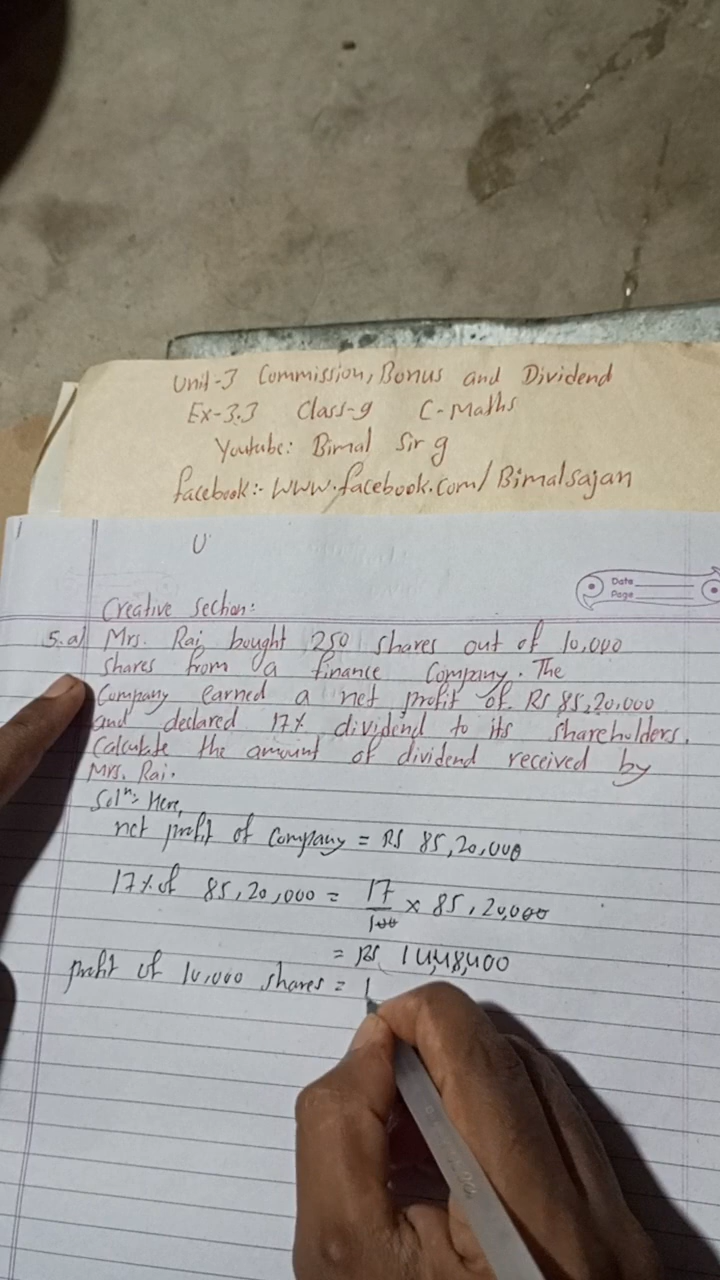 Unit-3 Commission, Bonus and Dividend
Ex-3.3 Class-9 C-Maths
Youtube: Bimal Sir g
facebook:- www.facebook.com/Bimalsajan
Date
Page
Creative Section:
5.a) Mrs. Rai bought 250 shares out of 10,000
shares from a finance Company. The
Company earned a net profit of Rs 85,20,000
and declared 17% dividend to its shareholders.
Calculate the amount of dividend received by
Mrs. Rai.
Solⁿ: Here,
net profit of Company = Rs 85,20,000
17% of 85,20,000 = 17/100 × 85,20,000
= Rs 14,48,400
profit of 10,000 shares = 1